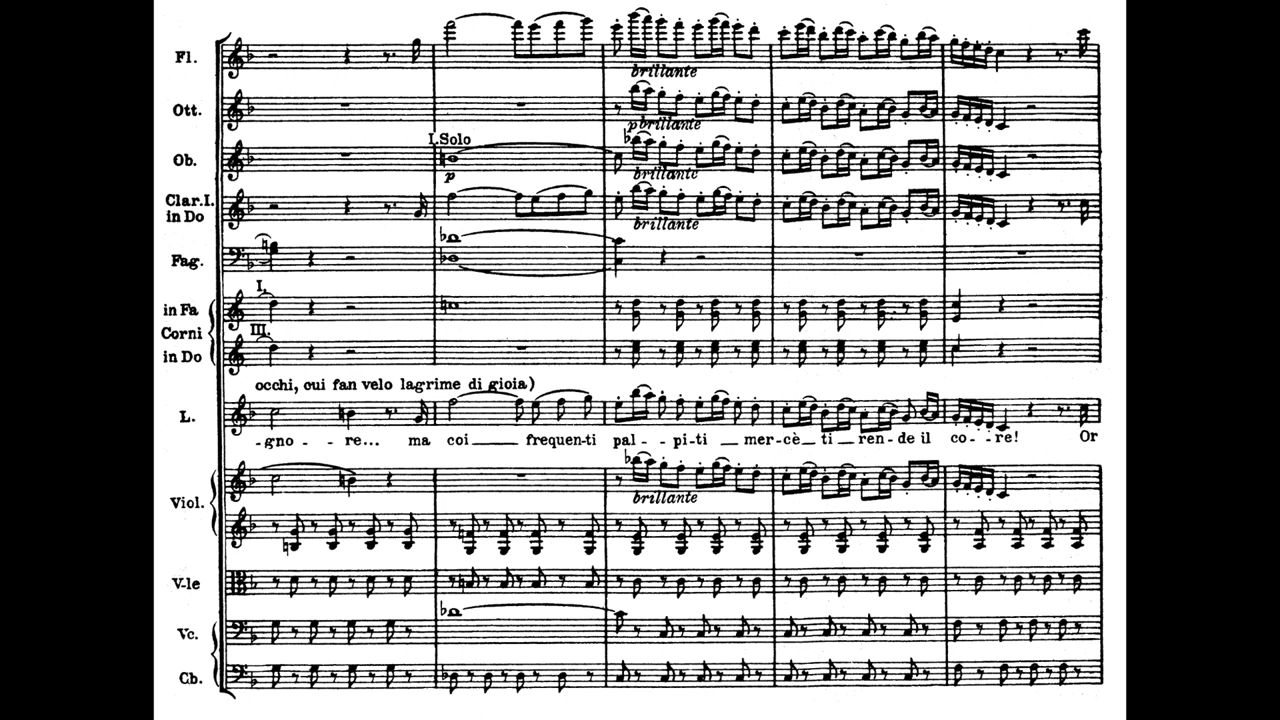 Fl.
brillante
Ott.
p brillante
I. Solo
Ob.
p
brillante
Clar. I.
in Do
brillante
Fag.
I.
in Fa
Corni
III.
in Do
occhi, cui fan velo lagrime di gioia)
L.
-gno - - re... ma coi frequen-ti pal - - pi-ti mer-cè ti ren-de il co - - re! Or
Viol.
brillante
V-le
Vc.
Cb.